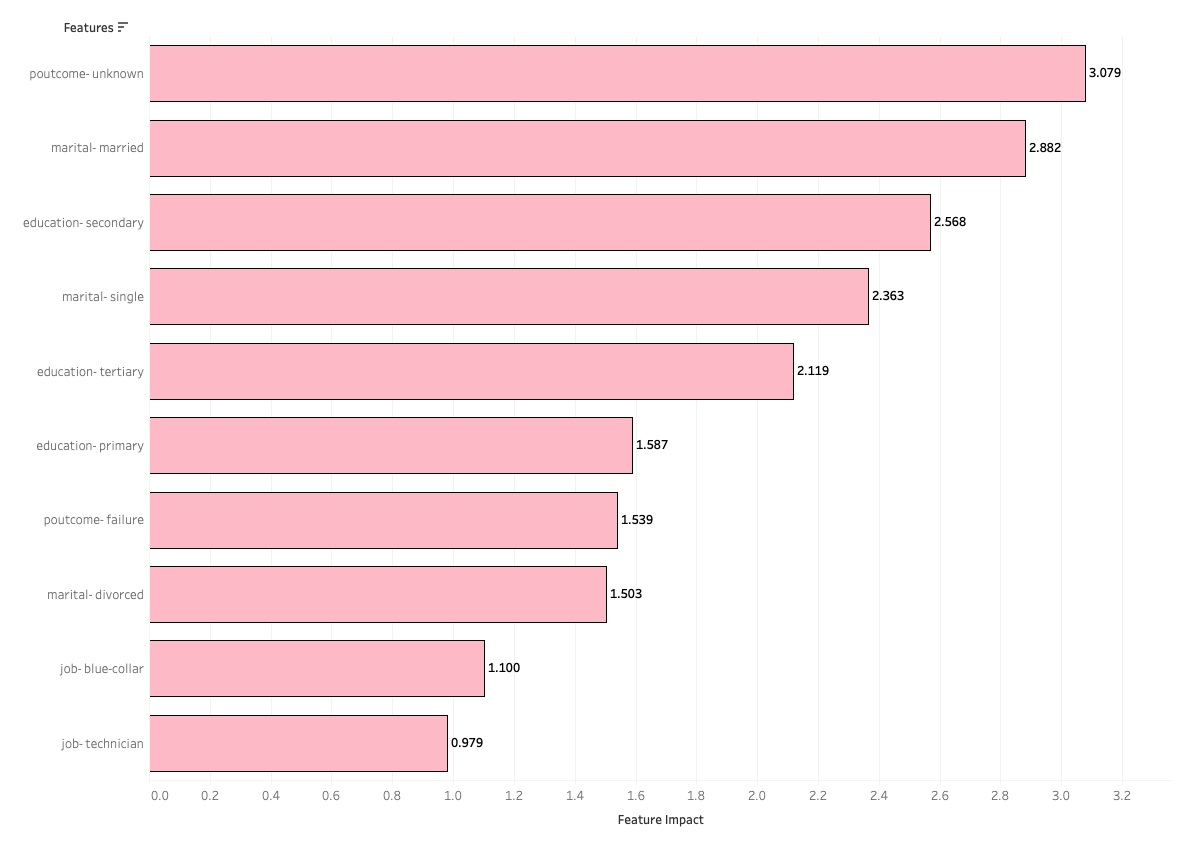 Features
poutcome- unknown 3.079
marital- married 2.882
education- secondary 2.568
marital- single 2.363
education- tertiary 2.119
education- primary 1.587
poutcome- failure 1.539
marital- divorced 1.503
job- blue-collar 1.100
job- technician 0.979
0.0 0.2 0.4 0.6 0.8 1.0 1.2 1.4 1.6 1.8 2.0 2.2 2.4 2.6 2.8 3.0 3.2
Feature Impact